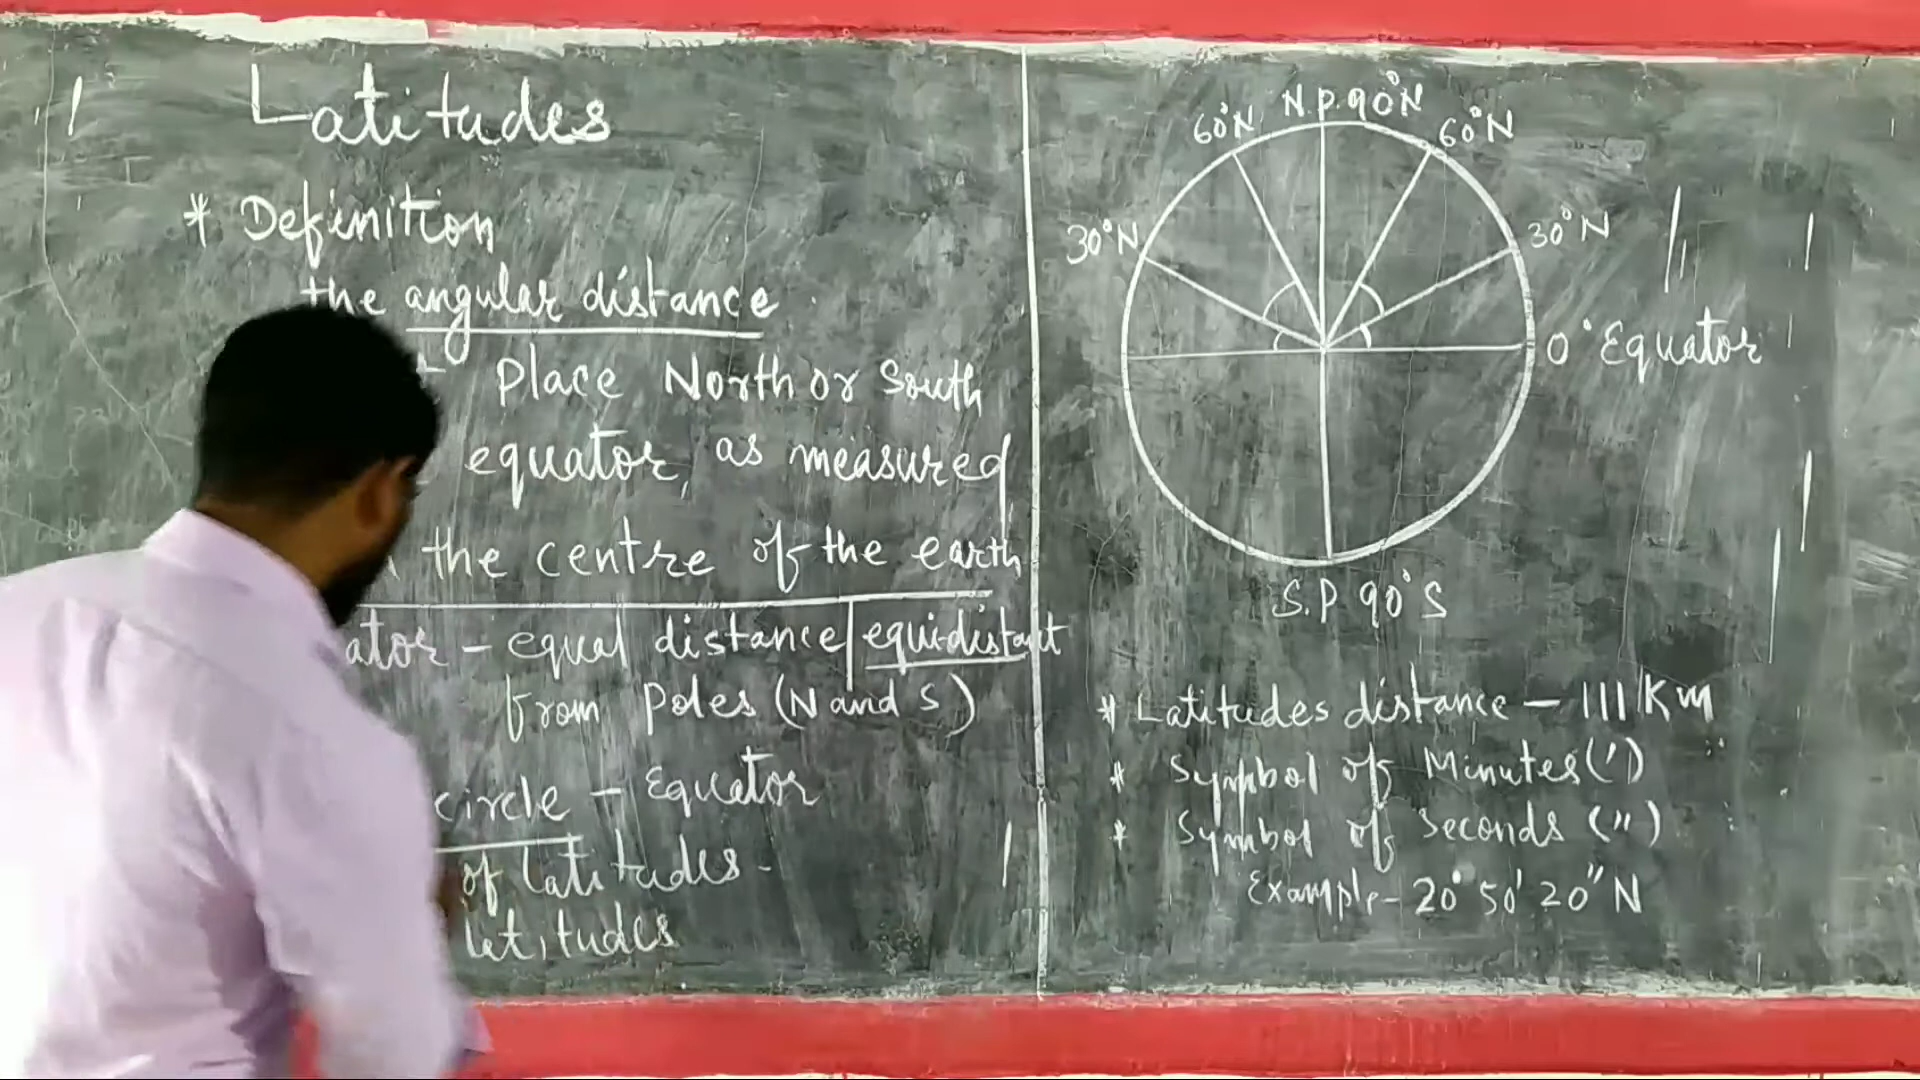 Latitudes
* Definition
the angular distance
Place North or South
equator, as measured
the centre of the earth
ator - equal distance | equi-distant
from Poles (N and S)
circle - Equator
of latitudes -
latitudes
N.P. 90°N
60°N
60°N
30°N
30°N
0° Equator
S.P 90°S
* Latitudes distance - 111 Km
* Symbol of Minutes (')
* Symbol of Seconds (")
Example - 20° 50' 20" N